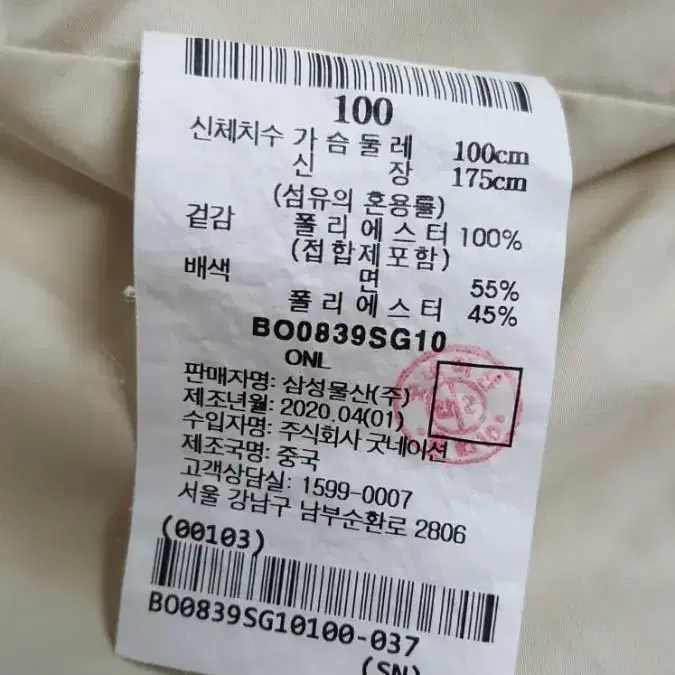 100
신체치수 가슴둘레 100cm
신장 175cm
(섬유의 혼용률)
겉감 폴리에스터 100%
(접합제포함)
배색 면 55%
폴리에스터 45%
BO0839SG10
ONL
판매자명: 삼성물산(주)
제조년월: 2020.04(01)
수입자명: 주식회사 굿네이션
제조국명: 중국
고객상담실: 1599-0007
서울 강남구 남부순환로 2806
(00103)
BO0839SG10100-037
(SN)